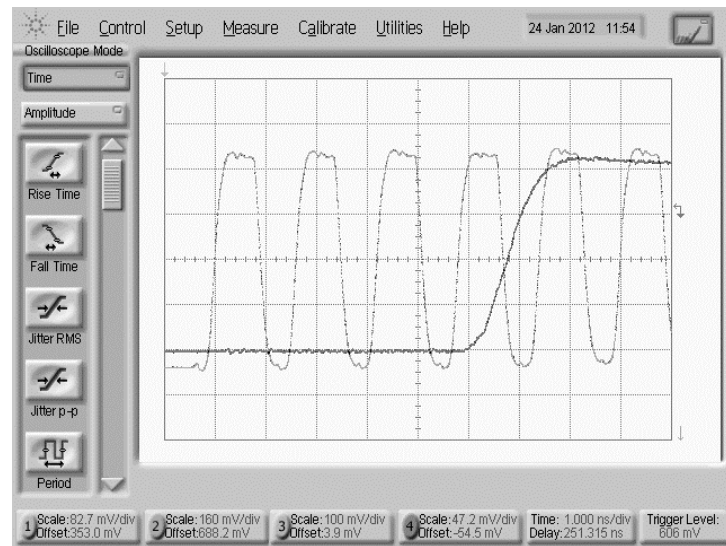 File Control Setup Measure Calibrate Utilities Help 24 Jan 2012 11:54
Oscilloscope Mode
Time
Amplitude
Rise Time
Fall Time
Jitter RMS
Jitter p-p
Period
1 Scale:82.7 mV/div
Offset:353.0 mV
2 Scale:160 mV/div
Offset:688.2 mV
3 Scale:100 mV/div
Offset:3.9 mV
4 Scale:47.2 mV/div
Offset:-54.5 mV
Time: 1.000 ns/div
Delay:251.315 ns
Trigger Level:
606 mV